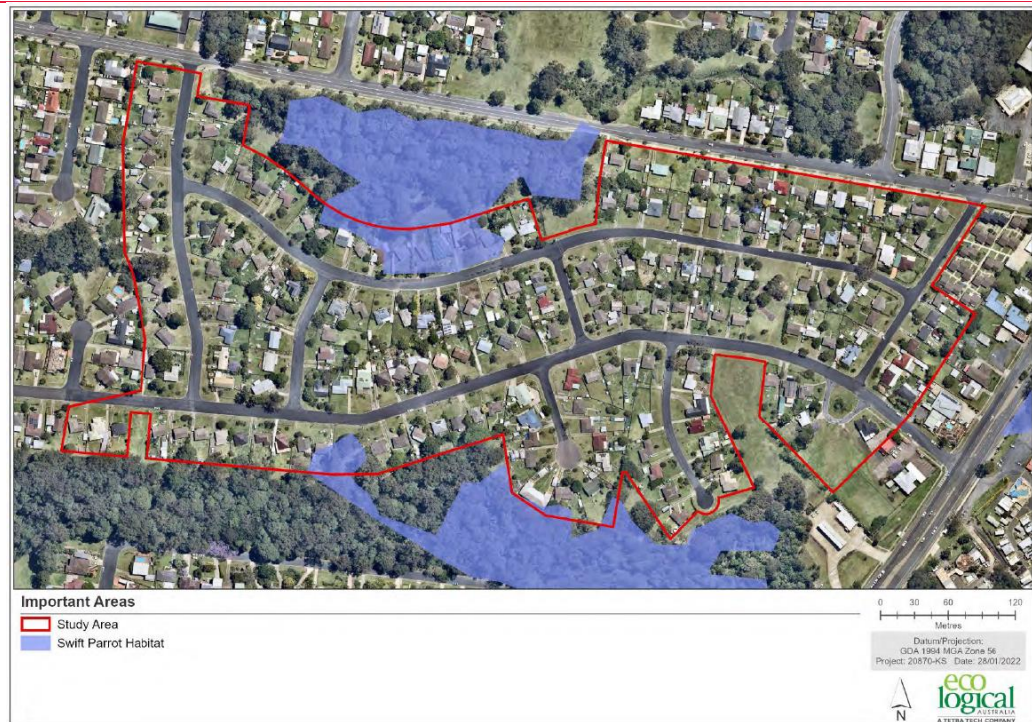 Important Areas
Study Area
Swift Parrot Habitat
0 30 60 120
Metres
Datum/Projection:
GDA 1994 MGA Zone 56
Project: 20870-KS Date: 28/01/2022
N
eco
logical
AUSTRALIA
A TETRA TECH COMPANY